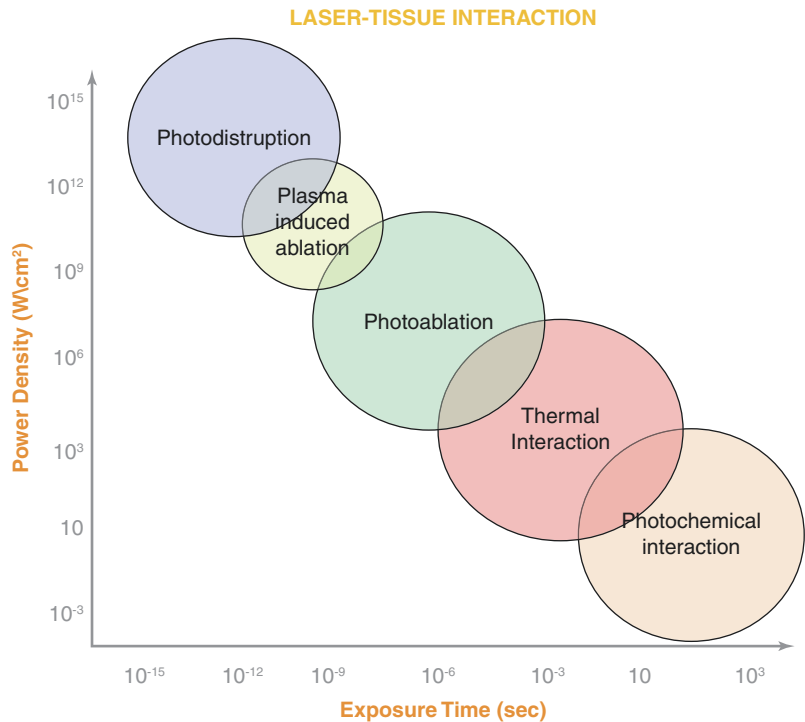 LASER-TISSUE INTERACTION
10¹⁵
10¹²
10⁹
10⁶
10³
10
10⁻³
Power Density (W\cm²)
Photodistruption
Plasma
induced
ablation
Photoablation
Thermal
Interaction
Photochemical
interaction
10⁻¹⁵ 10⁻¹² 10⁻⁹ 10⁻⁶ 10⁻³ 10 10³
Exposure Time (sec)